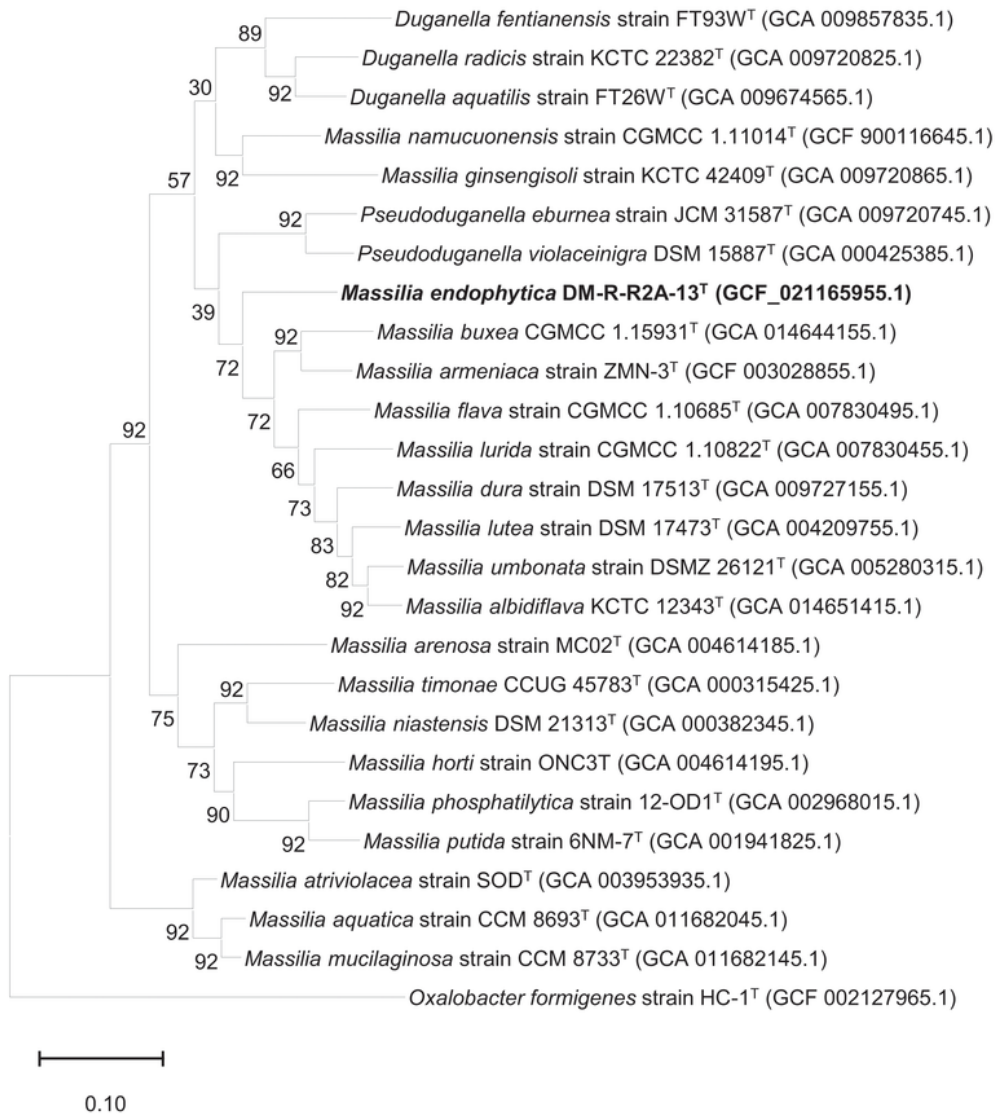 Duganella fentianensis strain FT93Wᵀ (GCA 009857835.1)
89
Duganella radicis strain KCTC 22382ᵀ (GCA 009720825.1)
30
92
Duganella aquatilis strain FT26Wᵀ (GCA 009674565.1)
Massilia namucuonensis strain CGMCC 1.11014ᵀ (GCF 900116645.1)
57
92
Massilia ginsengisoli strain KCTC 42409ᵀ (GCA 009720865.1)
92
Pseudoduganella eburnea strain JCM 31587ᵀ (GCA 009720745.1)
Pseudoduganella violaceinigra DSM 15887ᵀ (GCA 000425385.1)
Massilia endophytica DM-R-R2A-13ᵀ (GCF_021165955.1)
39
92
Massilia buxea CGMCC 1.15931ᵀ (GCA 014644155.1)
72
Massilia armeniaca strain ZMN-3ᵀ (GCF 003028855.1)
72
Massilia flava strain CGMCC 1.10685ᵀ (GCA 007830495.1)
92
66
Massilia lurida strain CGMCC 1.10822ᵀ (GCA 007830455.1)
73
Massilia dura strain DSM 17513ᵀ (GCA 009727155.1)
83
Massilia lutea strain DSM 17473ᵀ (GCA 004209755.1)
82
Massilia umbonata strain DSMZ 26121ᵀ (GCA 005280315.1)
92
Massilia albidiflava KCTC 12343ᵀ (GCA 014651415.1)
Massilia arenosa strain MC02ᵀ (GCA 004614185.1)
92
Massilia timonae CCUG 45783ᵀ (GCA 000315425.1)
75
Massilia niastensis DSM 21313ᵀ (GCA 000382345.1)
73
Massilia horti strain ONC3T (GCA 004614195.1)
90
Massilia phosphatilytica strain 12-OD1ᵀ (GCA 002968015.1)
92
Massilia putida strain 6NM-7ᵀ (GCA 001941825.1)
Massilia atriviolacea strain SODᵀ (GCA 003953935.1)
92
Massilia aquatica strain CCM 8693ᵀ (GCA 011682045.1)
92
Massilia mucilaginosa strain CCM 8733ᵀ (GCA 011682145.1)
Oxalobacter formigenes strain HC-1ᵀ (GCF 002127965.1)
0.10